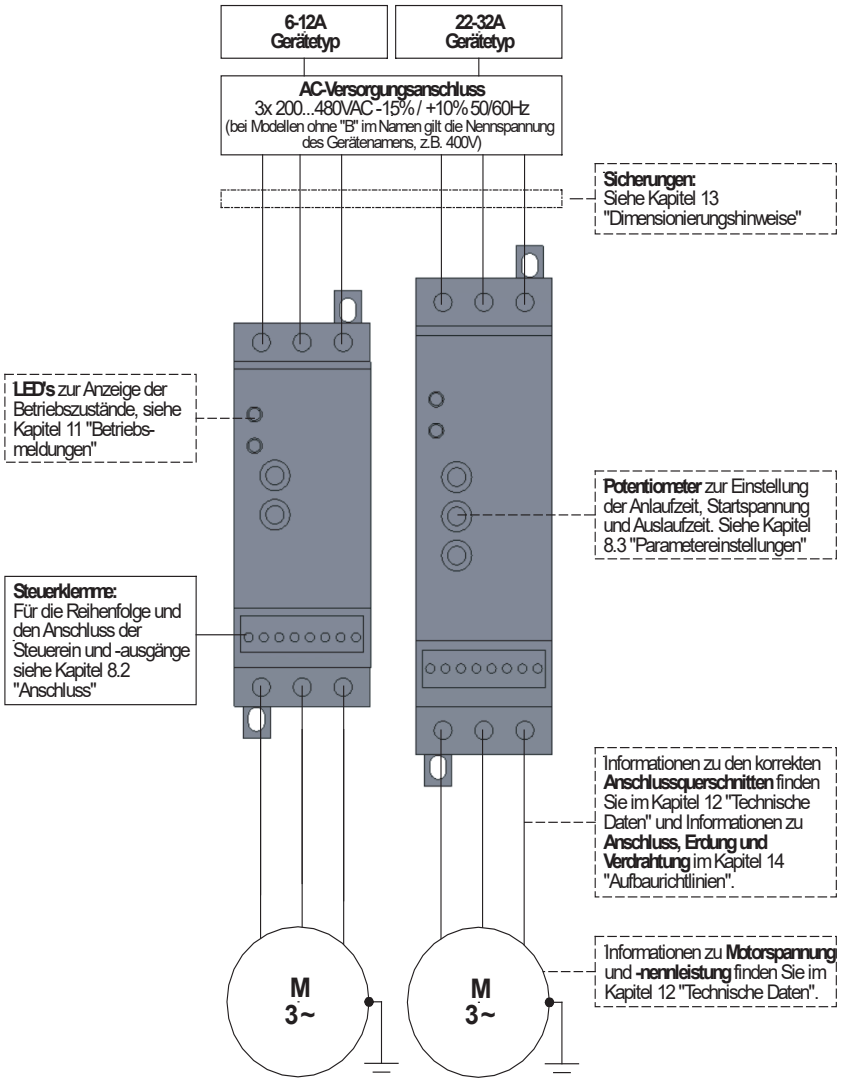 6-12A
Gerätetyp
22-32A
Gerätetyp
AC-Versorgungsanschluss
3x 200...480VAC -15% / +10% 50/60Hz
(bei Modellen ohne "B" im Namen gilt die Nennspannung
des Gerätenamens, z.B. 400V)
Sicherungen:
Siehe Kapitel 13
"Dimensionierungshinweise"
LED's zur Anzeige der
Betriebszustände, siehe
Kapitel 11 "Betriebs-
meldungen"
Potentiometer zur Einstellung
der Anlaufzeit, Startspannung
und Auslaufzeit. Siehe Kapitel
8.3 "Parametereinstellungen"
Steuerklemme:
Für die Reihenfolge und
den Anschluss der
Steuerein und -ausgänge
siehe Kapitel 8.2
"Anschluss"
Informationen zu den korrekten
Anschlussquerschnitten finden
Sie im Kapitel 12 "Technische
Daten" und Informationen zu
Anschluss, Erdung und
Verdrahtung im Kapitel 14
"Aufbaurichtlinien".
Informationen zu Motorspannung
und -nennleistung finden Sie im
Kapitel 12 "Technische Daten".
M
3~
M
3~